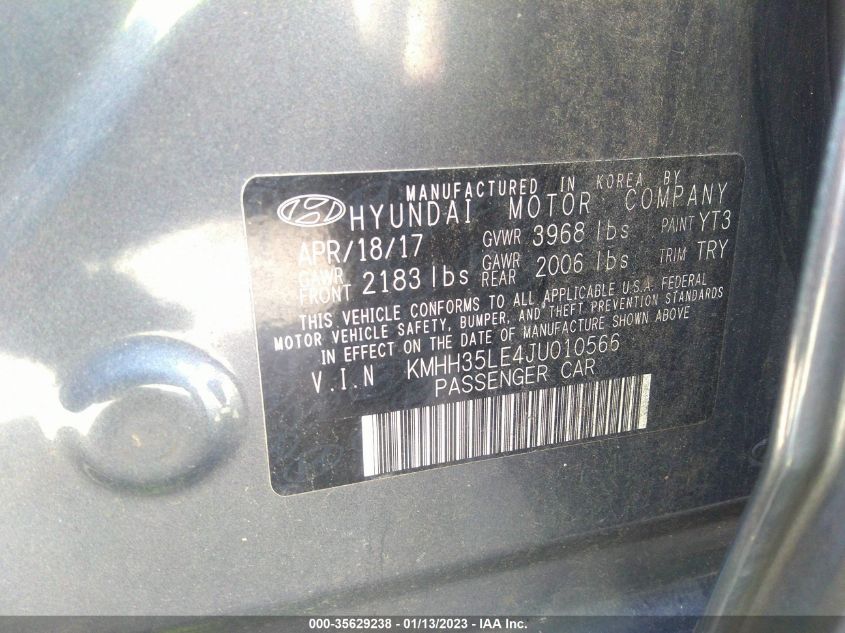 MANUFACTURED IN KOREA BY
HYUNDAI MOTOR COMPANY
APR/18/17 GVWR 3968 lbs PAINT YT3
GAWR FRONT 2183 lbs GAWR REAR 2006 lbs TRIM TRY
THIS VEHICLE CONFORMS TO ALL APPLICABLE U.S.A. FEDERAL
MOTOR VEHICLE SAFETY, BUMPER, AND THEFT PREVENTION STANDARDS
IN EFFECT ON THE DATE OF MANUFACTURE SHOWN ABOVE
V.I.N KMHH35LE4JU010566
PASSENGER CAR
000-35629238 - 01/13/2023 - IAA Inc.